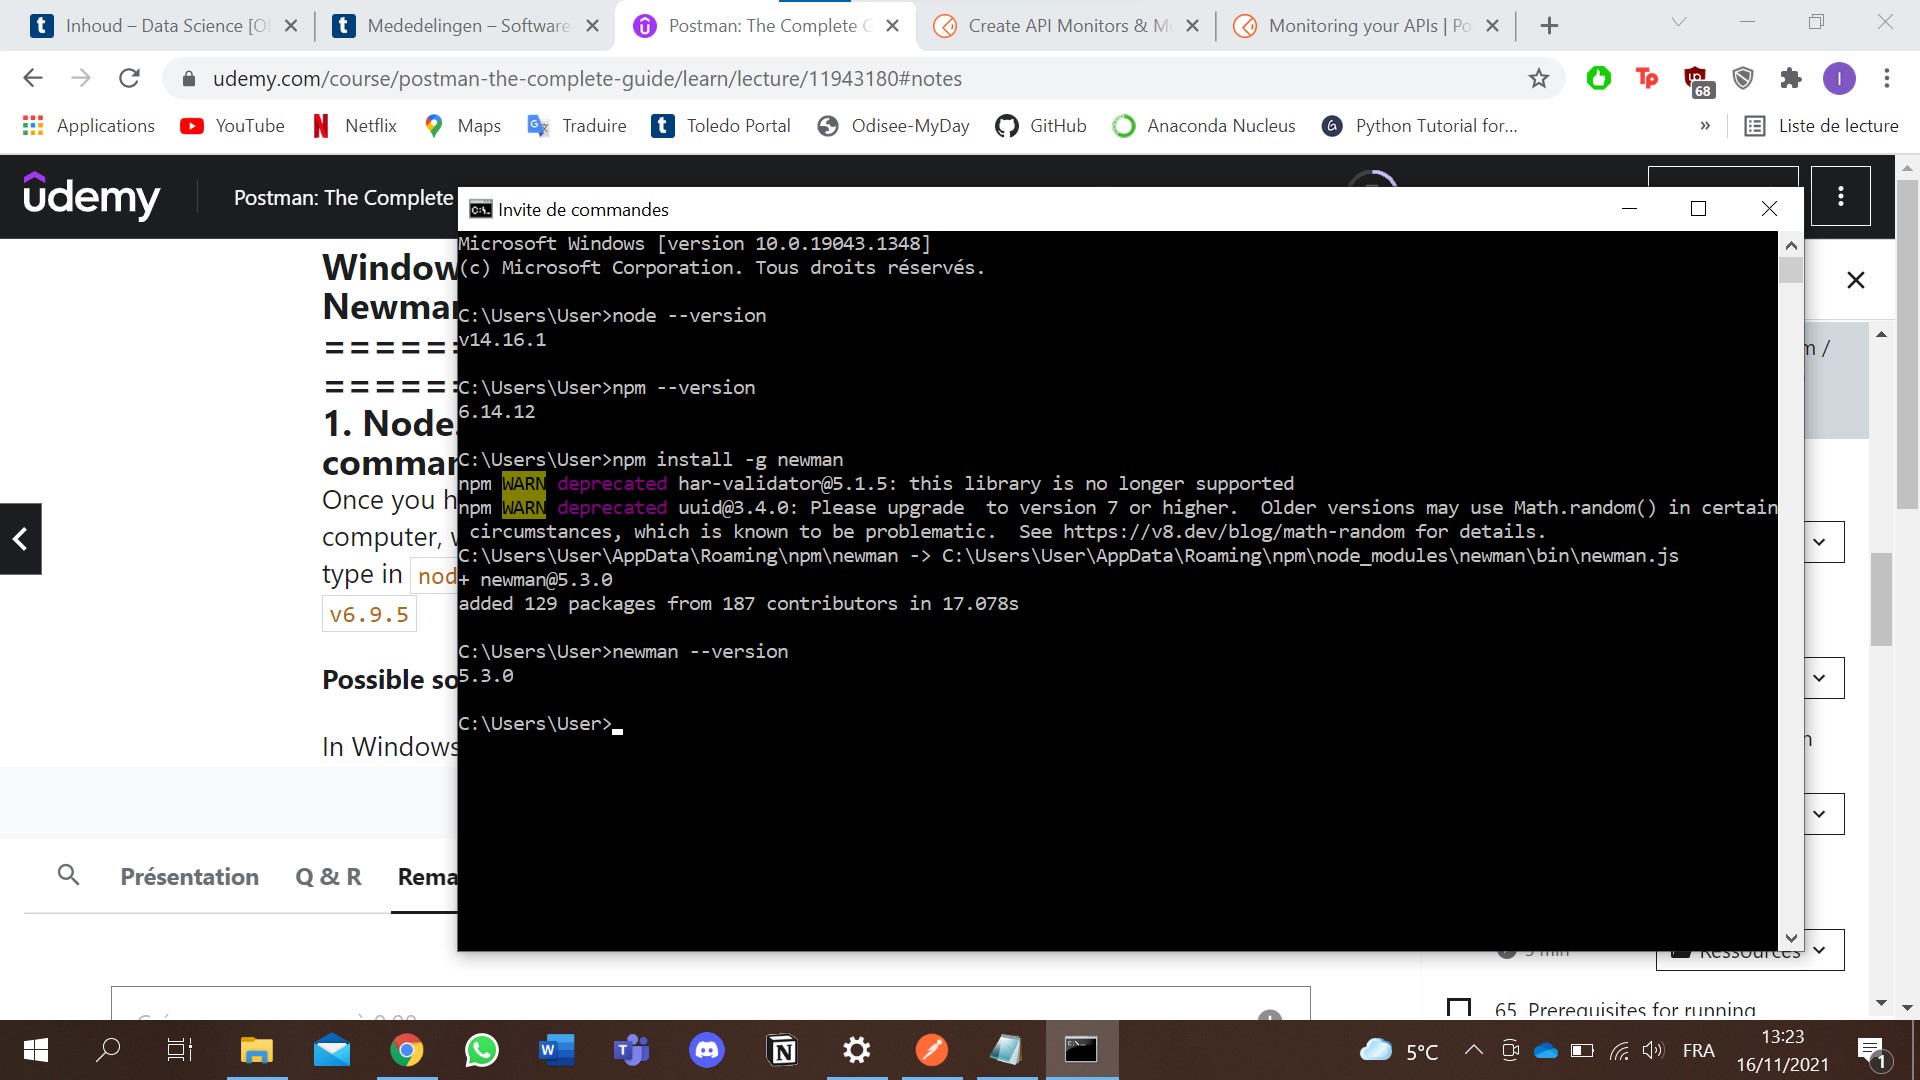 Inhoud – Data Science [O
Mededelingen – Software
Postman: The Complete G
Create API Monitors & M
Monitoring your APIs | Po
udemy.com/course/postman-the-complete-guide/learn/lecture/11943180#notes
68
I
Applications
YouTube
Netflix
Maps
Traduire
Toledo Portal
Odisee-MyDay
GitHub
Anaconda Nucleus
Python Tutorial for...
»
Liste de lecture
udemy
Postman: The Complete
Invite de commandes
Microsoft Windows [version 10.0.19043.1348]
(c) Microsoft Corporation. Tous droits réservés.
C:\Users\User>node --version
v14.16.1
C:\Users\User>npm --version
6.14.12
C:\Users\User>npm install -g newman
npm WARN deprecated har-validator@5.1.5: this library is no longer supported
npm WARN deprecated uuid@3.4.0: Please upgrade  to version 7 or higher.  Older versions may use Math.random() in certain
circumstances, which is known to be problematic.  See https://v8.dev/blog/math-random for details.
C:\Users\User\AppData\Roaming\npm\newman -> C:\Users\User\AppData\Roaming\npm\node_modules\newman\bin\newman.js
+ newman@5.3.0
added 129 packages from 187 contributors in 17.078s
C:\Users\User>newman --version
5.3.0
C:\Users\User>
Window
Newman
======
======
1. Node.
comman
Once you h
computer, w
type in nod
v6.9.5
Possible so
In Windows
m /
n
Présentation
Q & R
Rema
5 min
Ressources
65. Prerequisites for running
5°C
FRA
13:23
16/11/2021
1